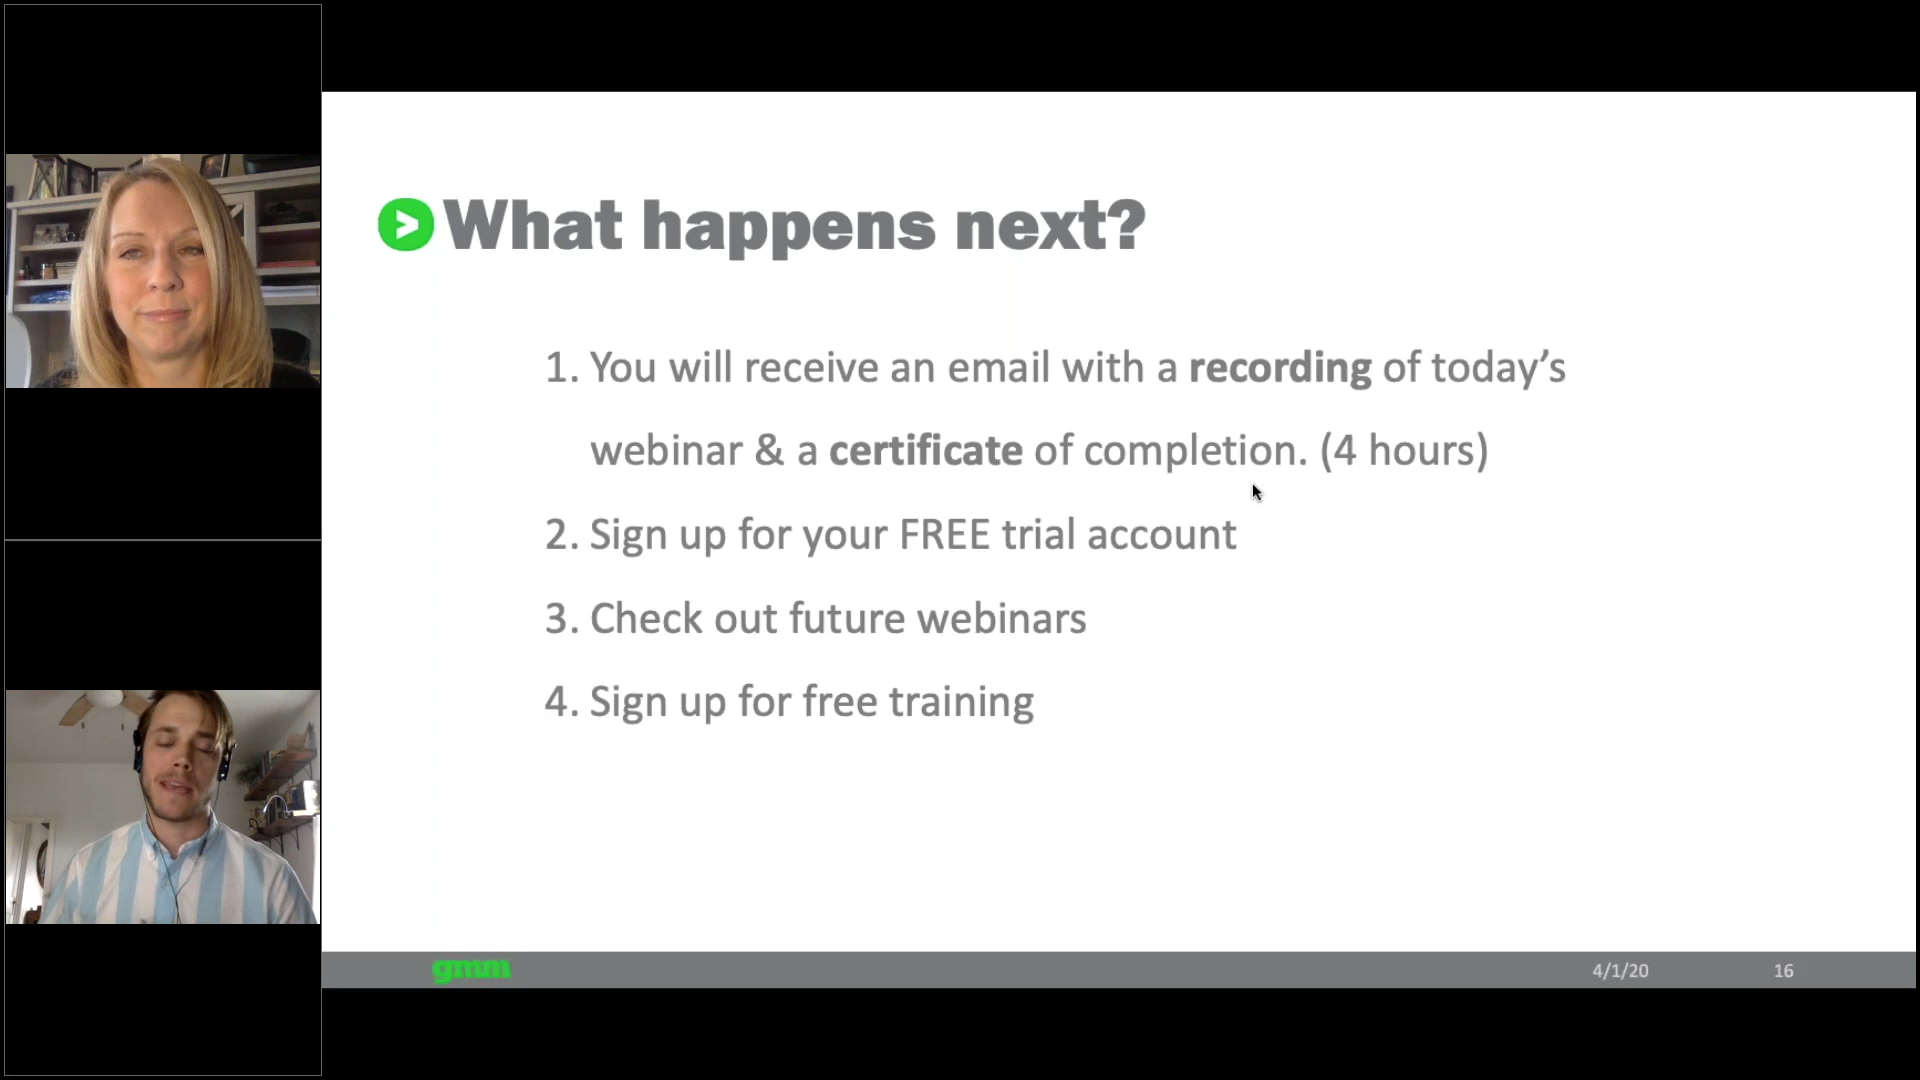 What happens next?
1. You will receive an email with a recording of today’s
webinar & a certificate of completion. (4 hours)
2. Sign up for your FREE trial account
3. Check out future webinars
4. Sign up for free training
gmm
4/1/20
16